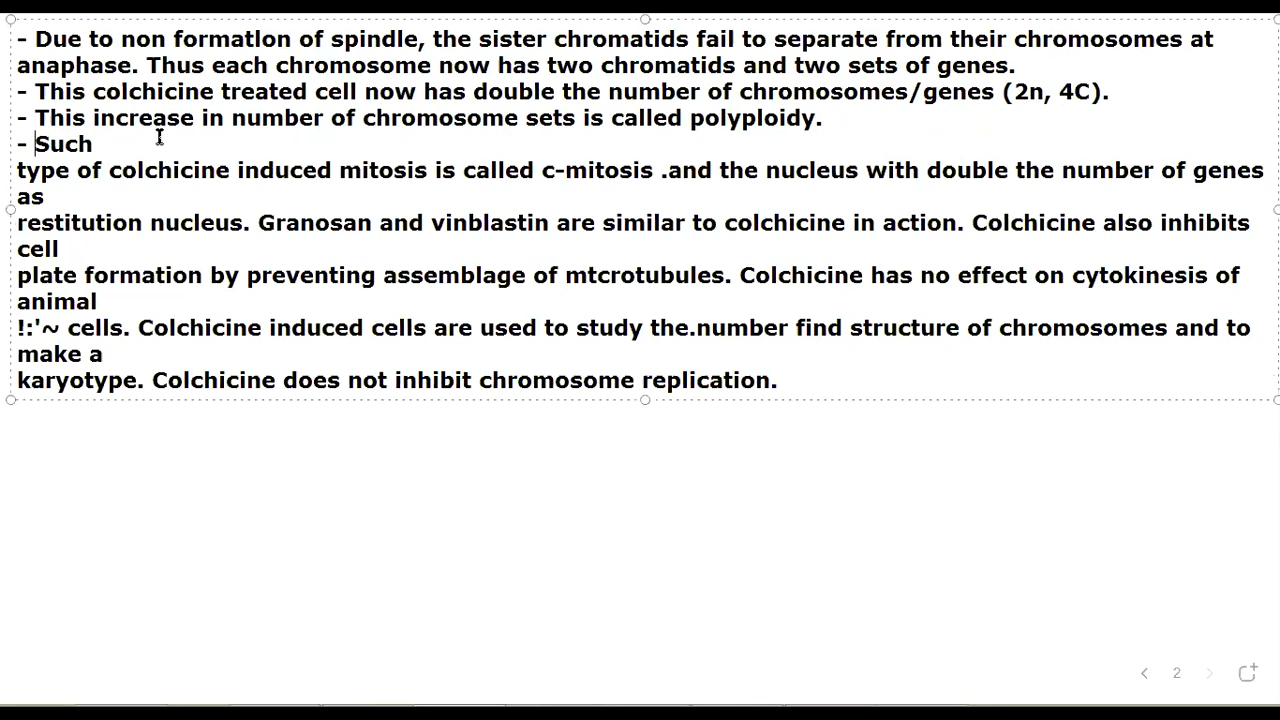 - Due to non formatlon of spindle, the sister chromatids fail to separate from their chromosomes at
anaphase. Thus each chromosome now has two chromatids and two sets of genes.
- This colchicine treated cell now has double the number of chromosomes/genes (2n, 4C).
- This increase in number of chromosome sets is called polyploidy.
- Such
type of colchicine induced mitosis is called c-mitosis .and the nucleus with double the number of genes
as
restitution nucleus. Granosan and vinblastin are similar to colchicine in action. Colchicine also inhibits
cell
plate formation by preventing assemblage of mtcrotubules. Colchicine has no effect on cytokinesis of
animal
!:'~ cells. Colchicine induced cells are used to study the.number find structure of chromosomes and to
make a
karyotype. Colchicine does not inhibit chromosome replication.
2